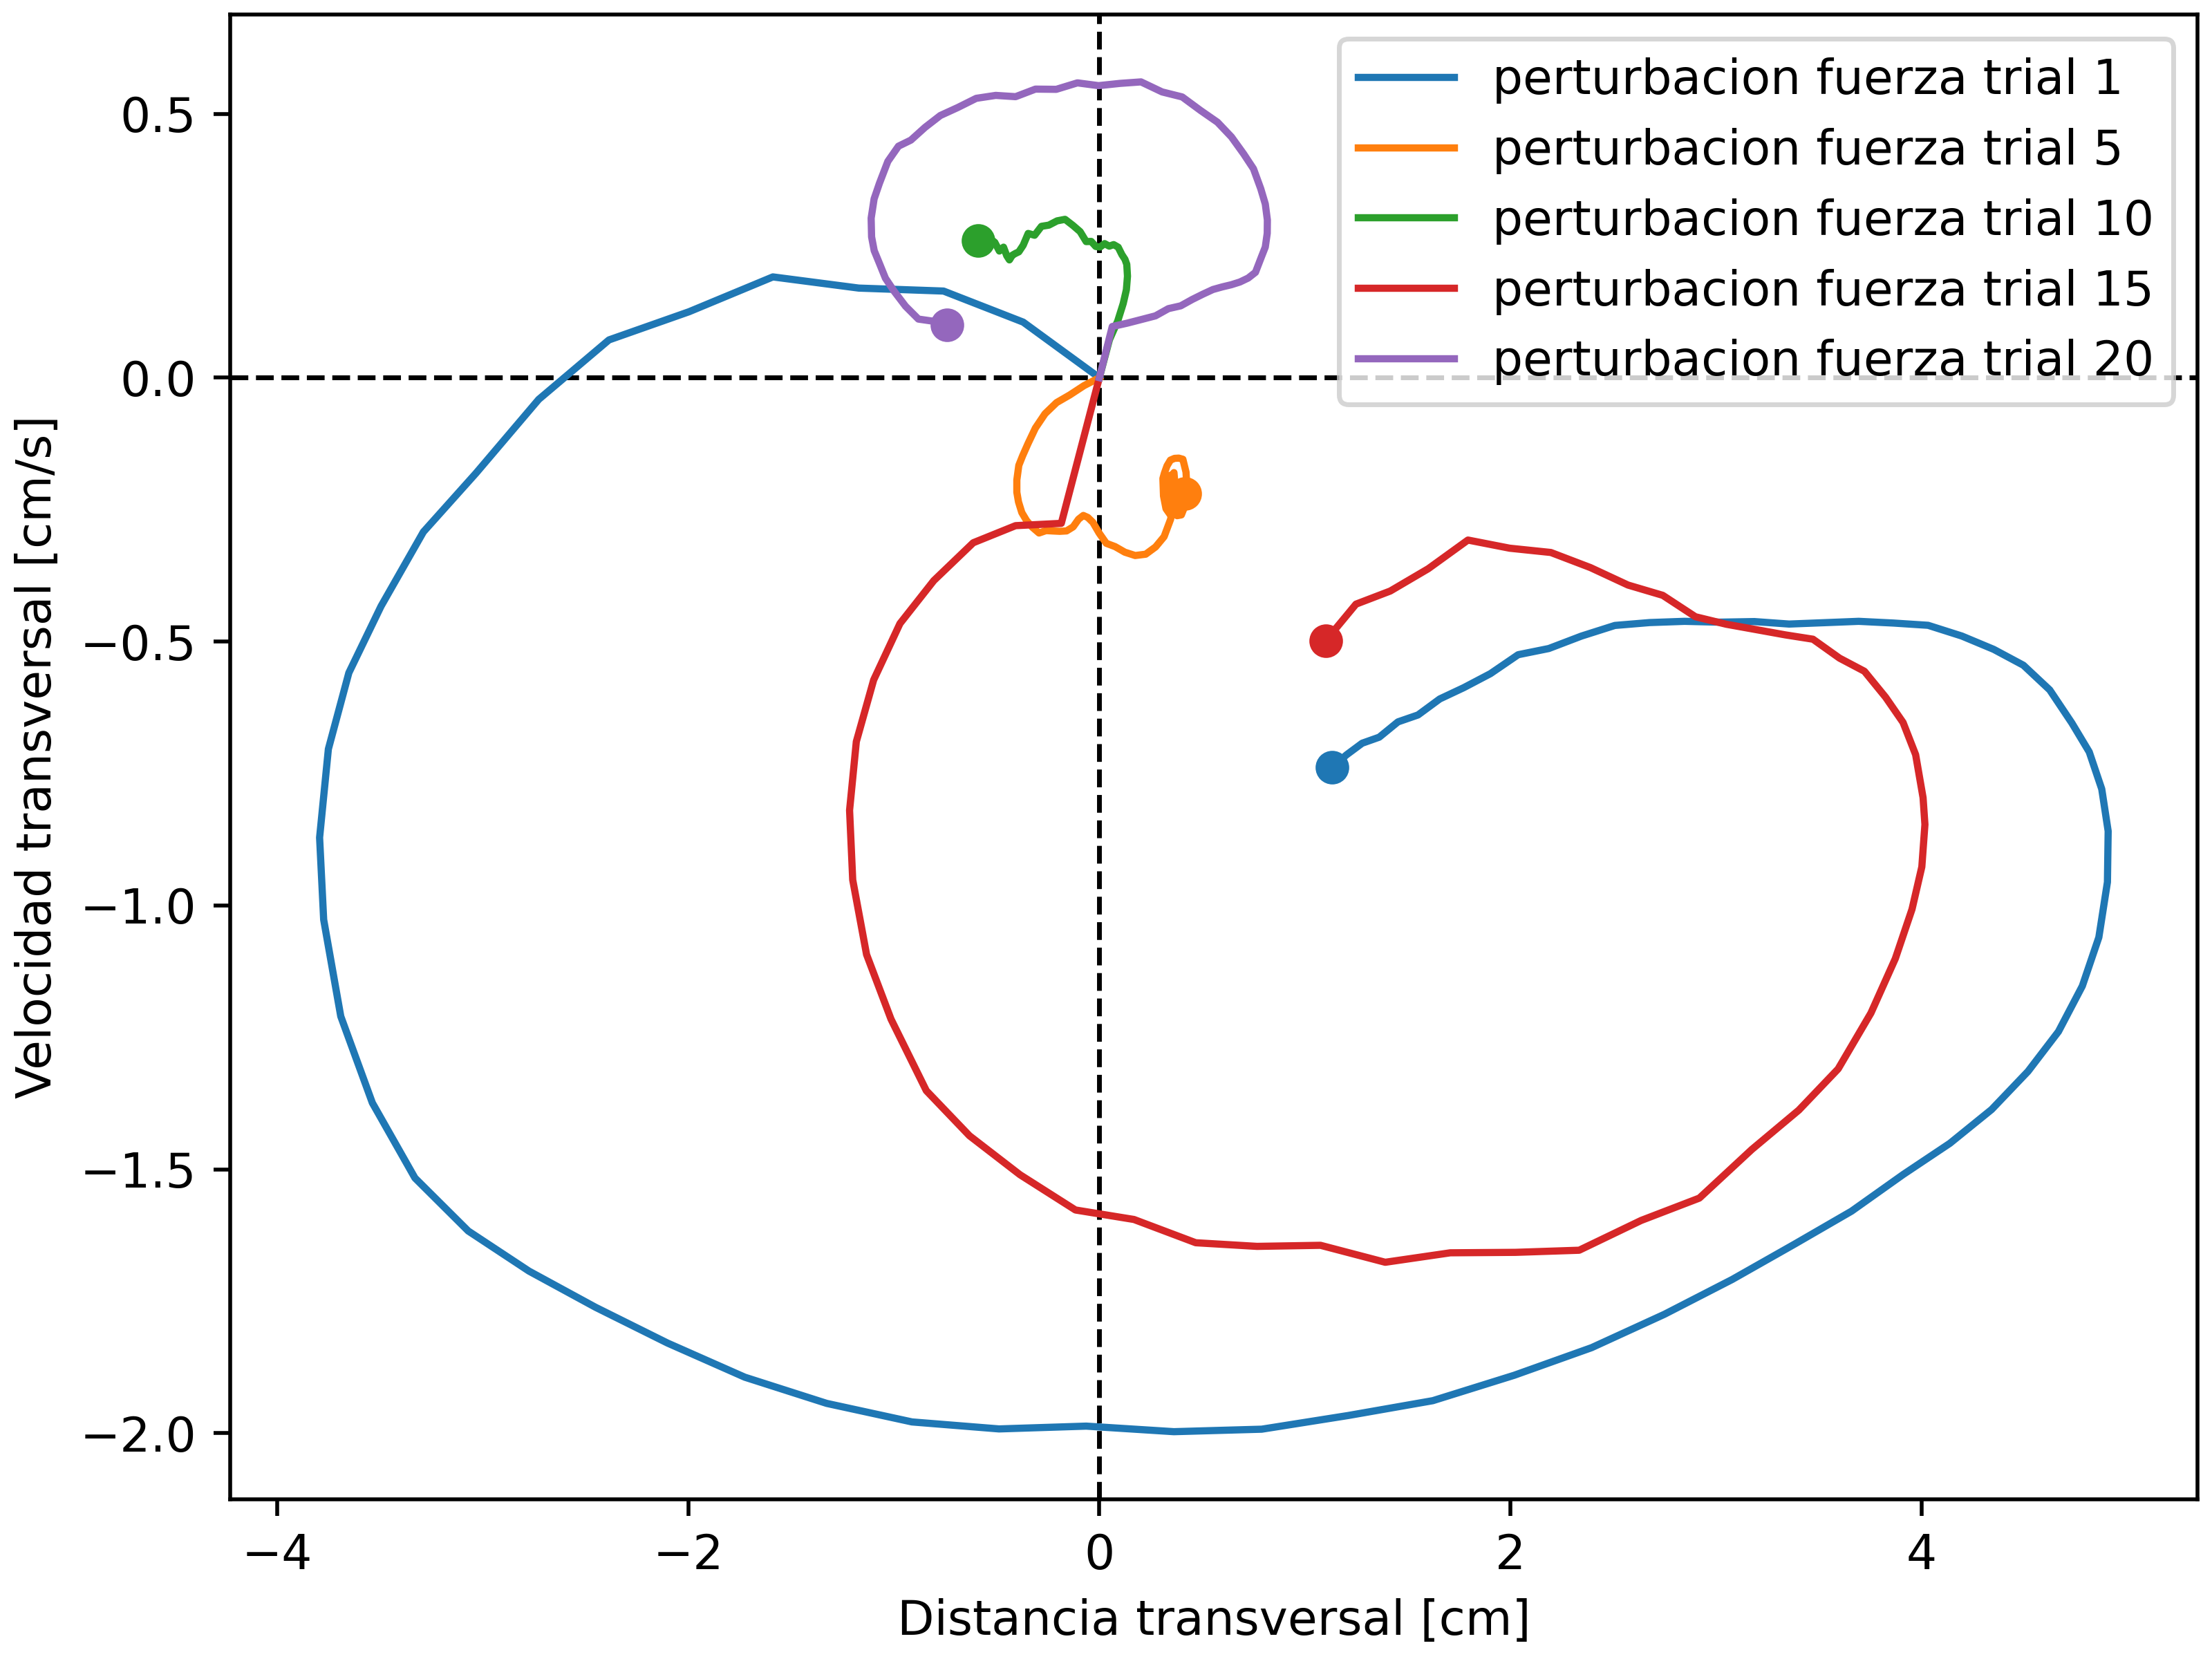 perturbacion fuerza trial 1
perturbacion fuerza trial 5
perturbacion fuerza trial 10
perturbacion fuerza trial 15
perturbacion fuerza trial 20
0.5
0.0
−0.5
−1.0
−1.5
−2.0
Velocidad transversal [cm/s]
−4
−2
0
2
4
Distancia transversal [cm]